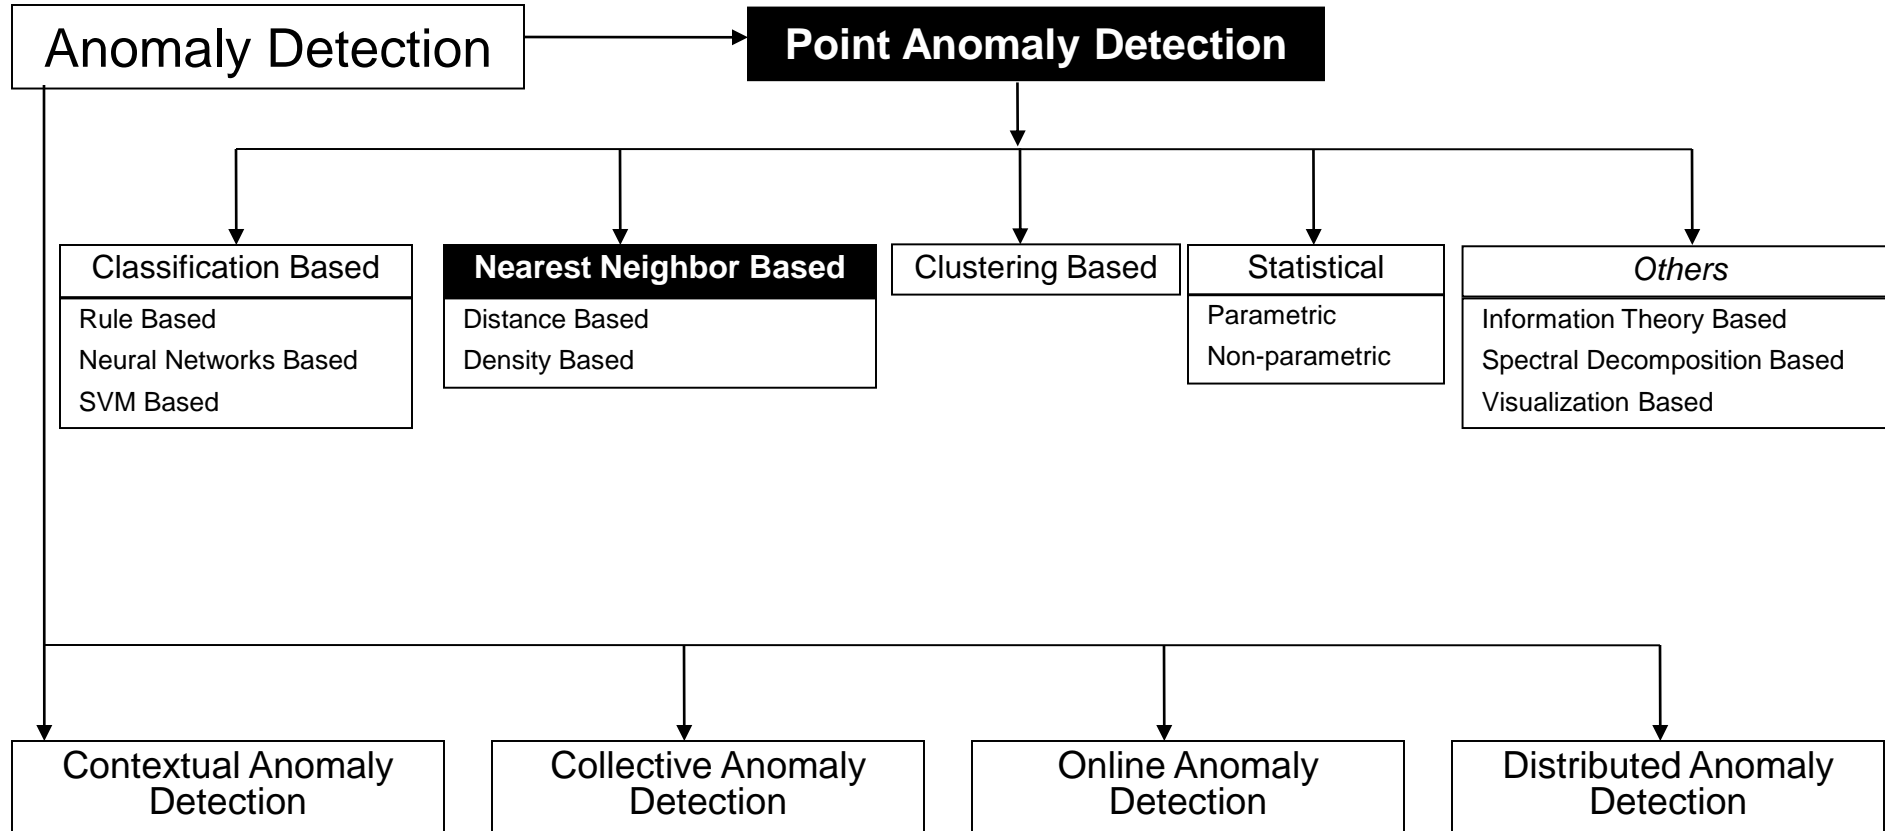 Anomaly Detection
Point Anomaly Detection
Classification Based
Rule Based
Neural Networks Based
SVM Based
Nearest Neighbor Based
Distance Based
Density Based
Clustering Based
Statistical
Parametric
Non-parametric
Others
Information Theory Based
Spectral Decomposition Based
Visualization Based
Contextual Anomaly
Detection
Collective Anomaly
Detection
Online Anomaly
Detection
Distributed Anomaly
Detection